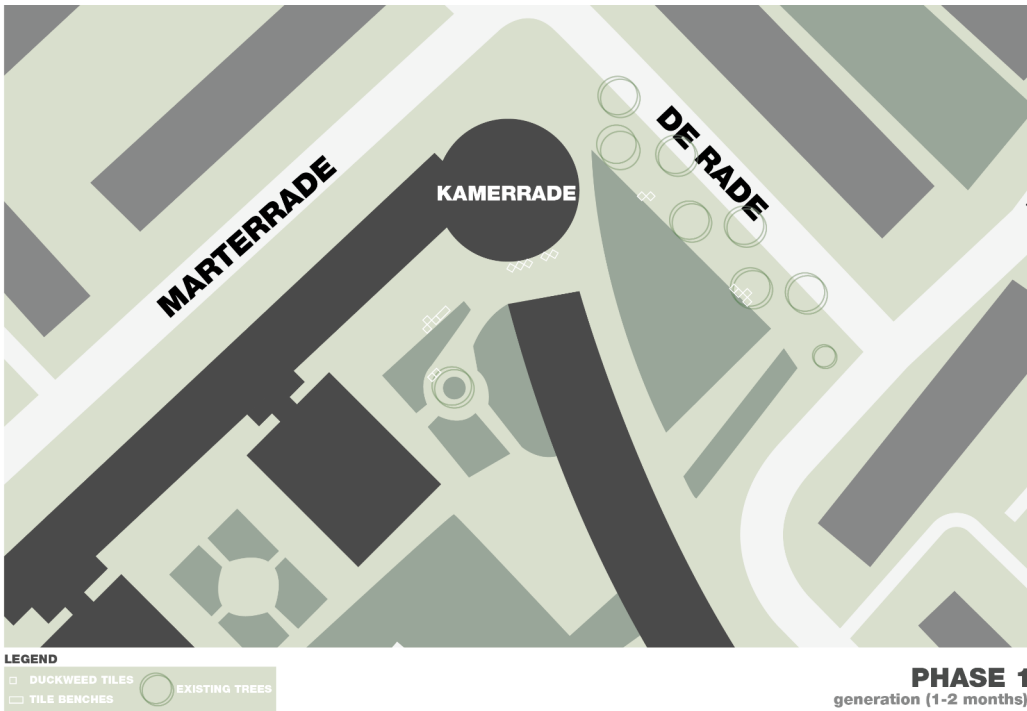 DE RADE
KAMERRADE
MARTERRADE
LEGEND
DUCKWEED TILES
TILE BENCHES
EXISTING TREES
PHASE 1
generation (1-2 months)